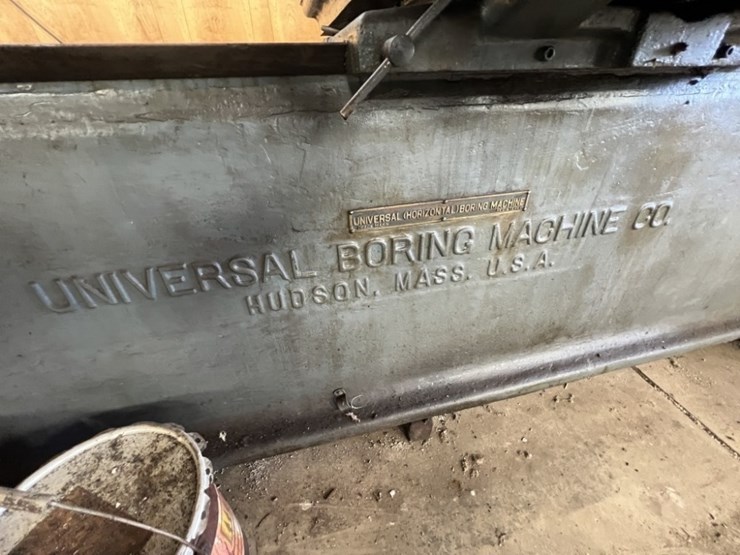 UNIVERSAL (HORIZONTAL) BORING MACHINE
UNIVERSAL BORING MACHINE CO.
HUDSON, MASS. U.S.A.